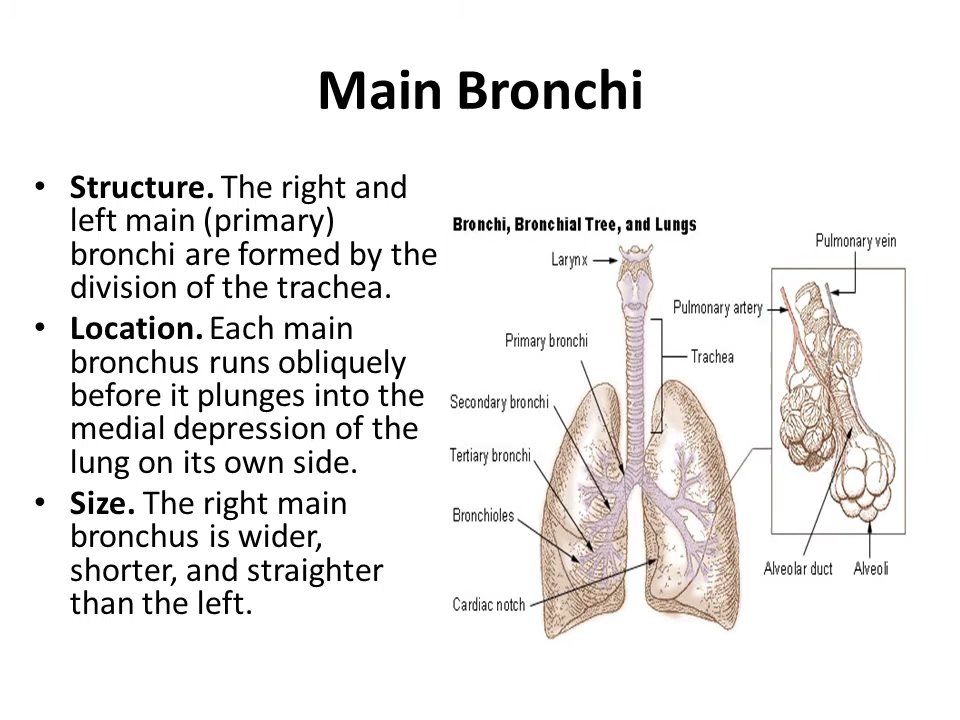 Main Bronchi
• Structure. The right and
left main (primary)
bronchi are formed by the
division of the trachea.
• Location. Each main
bronchus runs obliquely
before it plunges into the
medial depression of the
lung on its own side.
• Size. The right main
bronchus is wider,
shorter, and straighter
than the left.
Bronchi, Bronchial Tree, and Lungs
Larynx
Primary bronchi
Secondary bronchi
Tertiary bronchi
Bronchioles
Cardiac notch
Trachea
Pulmonary vein
Pulmonary artery
Alveolar duct
Alveoli